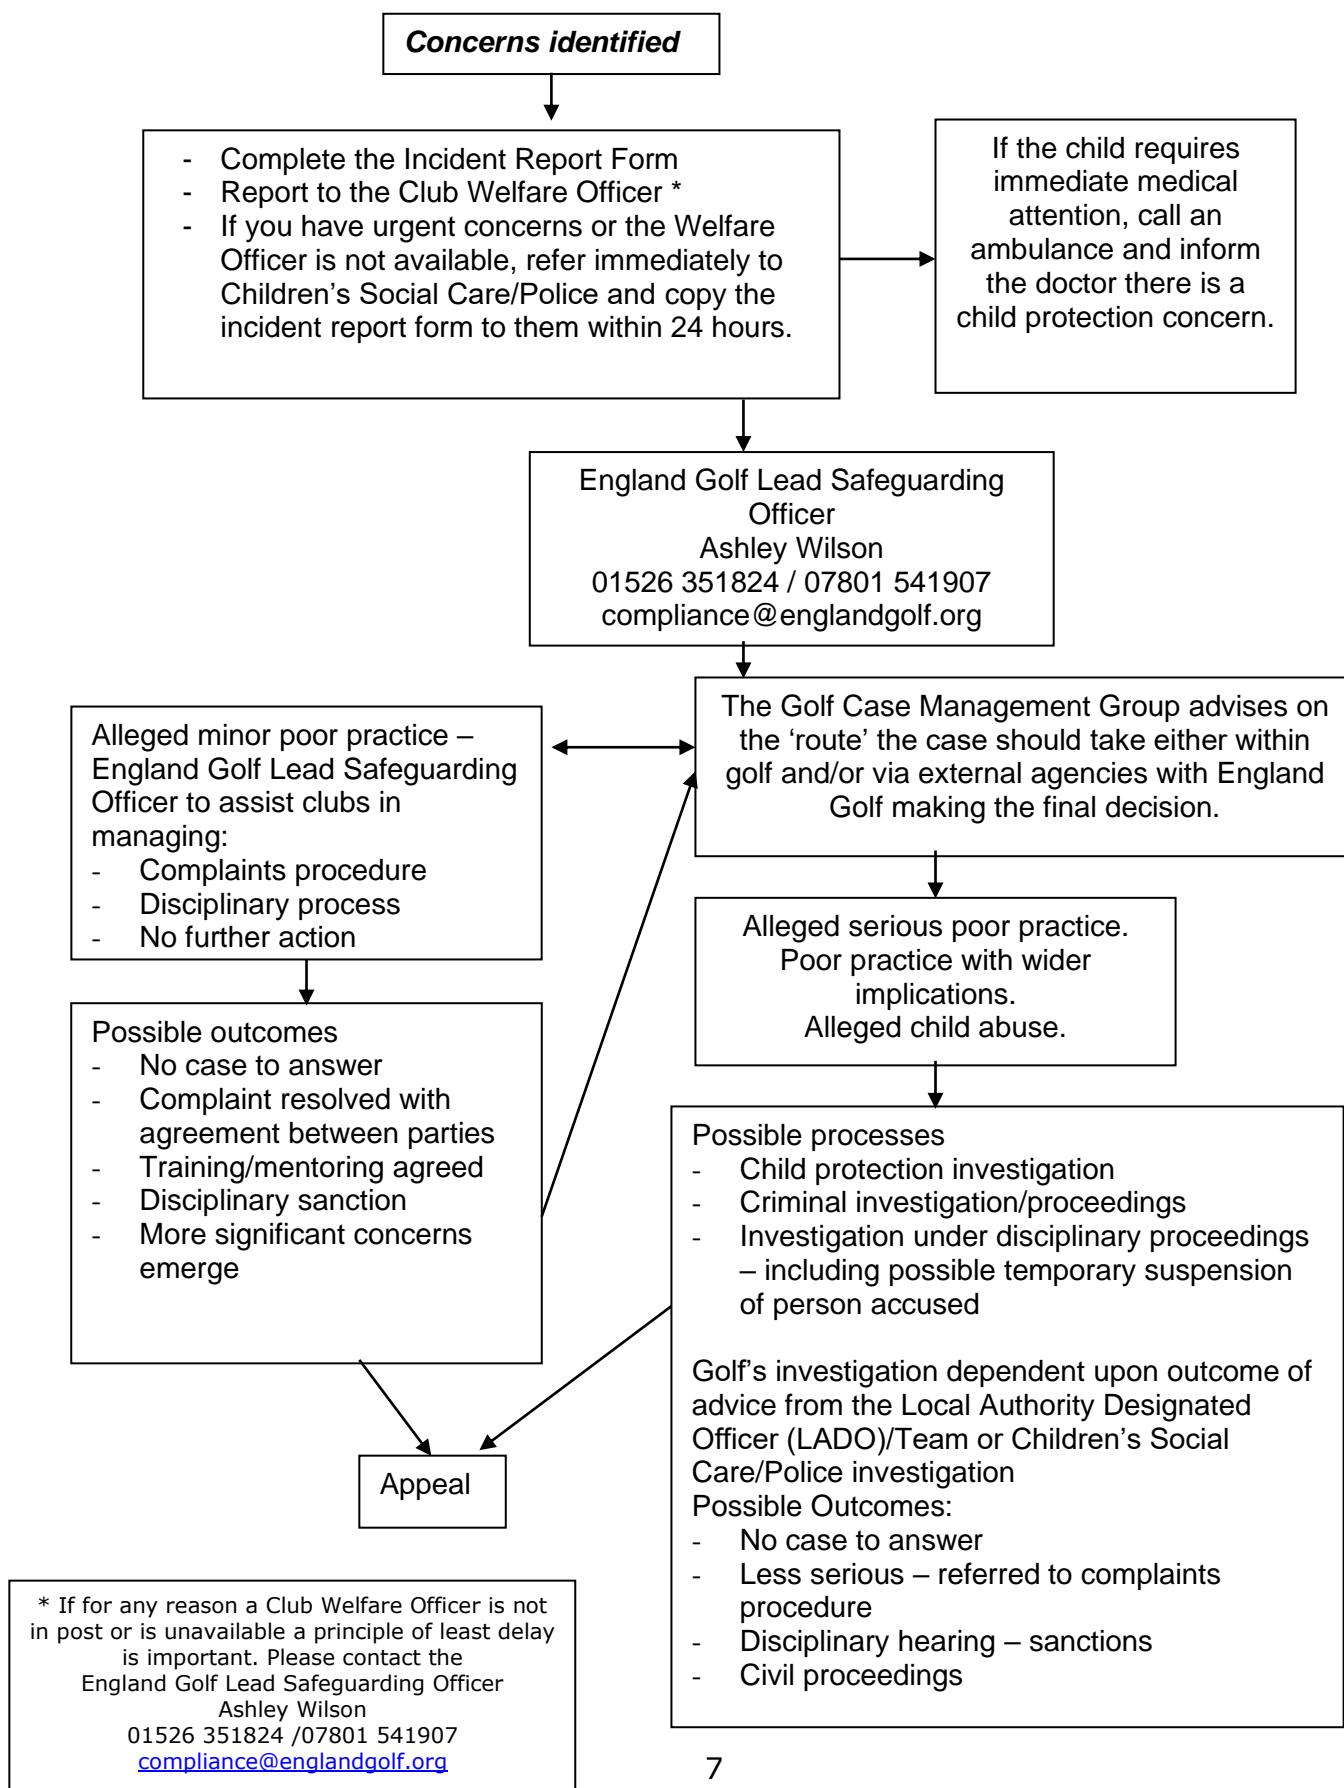 Concerns identified
- Complete the Incident Report Form
- Report to the Club Welfare Officer *
- If you have urgent concerns or the Welfare
Officer is not available, refer immediately to
Children’s Social Care/Police and copy the
incident report form to them within 24 hours.
If the child requires
immediate medical
attention, call an
ambulance and inform
the doctor there is a
child protection concern.
England Golf Lead Safeguarding
Officer
Ashley Wilson
01526 351824 / 07801 541907
compliance@englandgolf.org
The Golf Case Management Group advises on
the ‘route’ the case should take either within
golf and/or via external agencies with England
Golf making the final decision.
Alleged minor poor practice –
England Golf Lead Safeguarding
Officer to assist clubs in
managing:
- Complaints procedure
- Disciplinary process
- No further action
Alleged serious poor practice.
Poor practice with wider
implications.
Alleged child abuse.
Possible outcomes
- No case to answer
- Complaint resolved with
agreement between parties
- Training/mentoring agreed
- Disciplinary sanction
- More significant concerns
emerge
Possible processes
- Child protection investigation
- Criminal investigation/proceedings
- Investigation under disciplinary proceedings
– including possible temporary suspension
of person accused
Golf’s investigation dependent upon outcome of
advice from the Local Authority Designated
Officer (LADO)/Team or Children’s Social
Care/Police investigation
Possible Outcomes:
- No case to answer
- Less serious – referred to complaints
procedure
- Disciplinary hearing – sanctions
- Civil proceedings
Appeal
* If for any reason a Club Welfare Officer is not
in post or is unavailable a principle of least delay
is important. Please contact the
England Golf Lead Safeguarding Officer
Ashley Wilson
01526 351824 /07801 541907
compliance@englandgolf.org
7